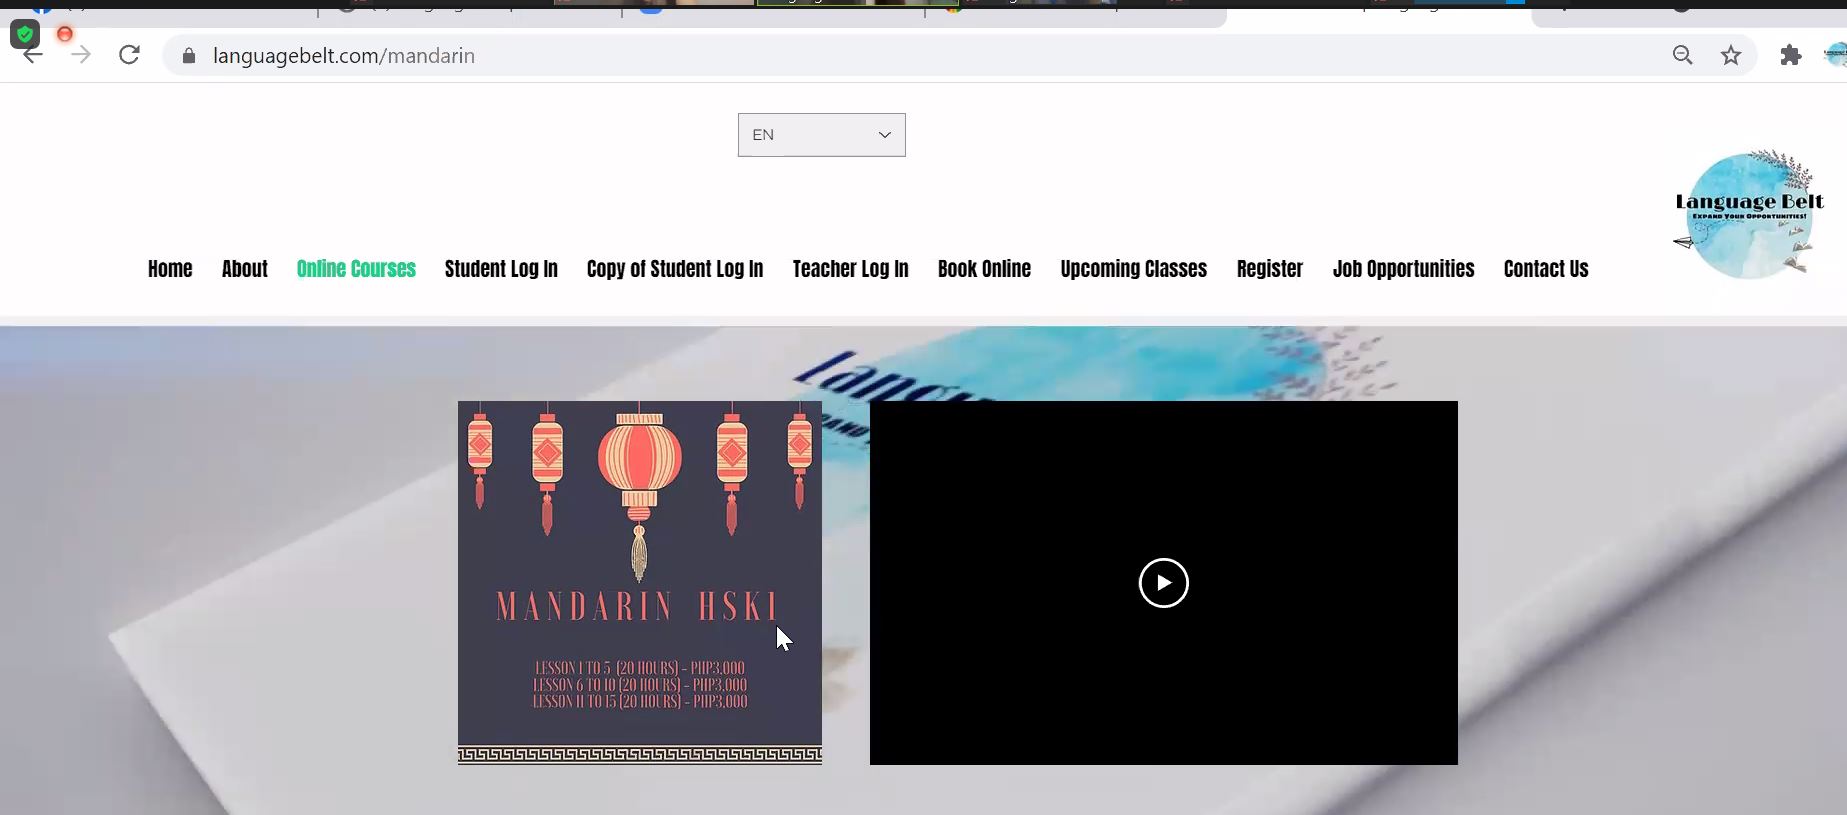 languagebelt.com/mandarin
EN
Language Belt
Expand Your Opportunities!
Home About Online Courses Student Log In Copy of Student Log In Teacher Log In Book Online Upcoming Classes Register Job Opportunities Contact Us
MANDARIN HSK1
LESSON 1 TO 5 (20 HOURS) - PHP3,000
LESSON 6 TO 10 (20 HOURS) - PHP3,000
LESSON 11 TO 15 (20 HOURS) - PHP3,000